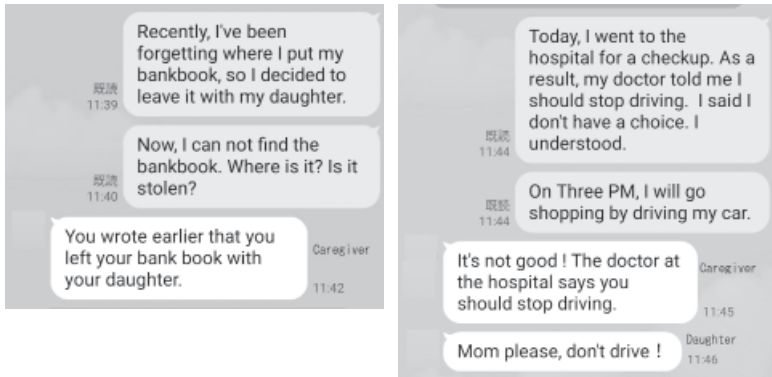 Recently, I've been
forgetting where I put my
bankbook, so I decided to
leave it with my daughter.
既読
11:39
Now, I can not find the
bankbook. Where is it? Is it
stolen?
既読
11:40
You wrote earlier that you
left your bank book with
your daughter.
Caregiver
11:42
Today, I went to the
hospital for a checkup. As a
result, my doctor told me I
should stop driving.  I said I
don't have a choice. I
understood.
既読
11:44
On Three PM, I will go
shopping by driving my car.
既読
11:44
It's not good ! The doctor at
the hospital says you
should stop driving.
Caregiver
11:45
Mom please, don't drive !
Daughter
11:46